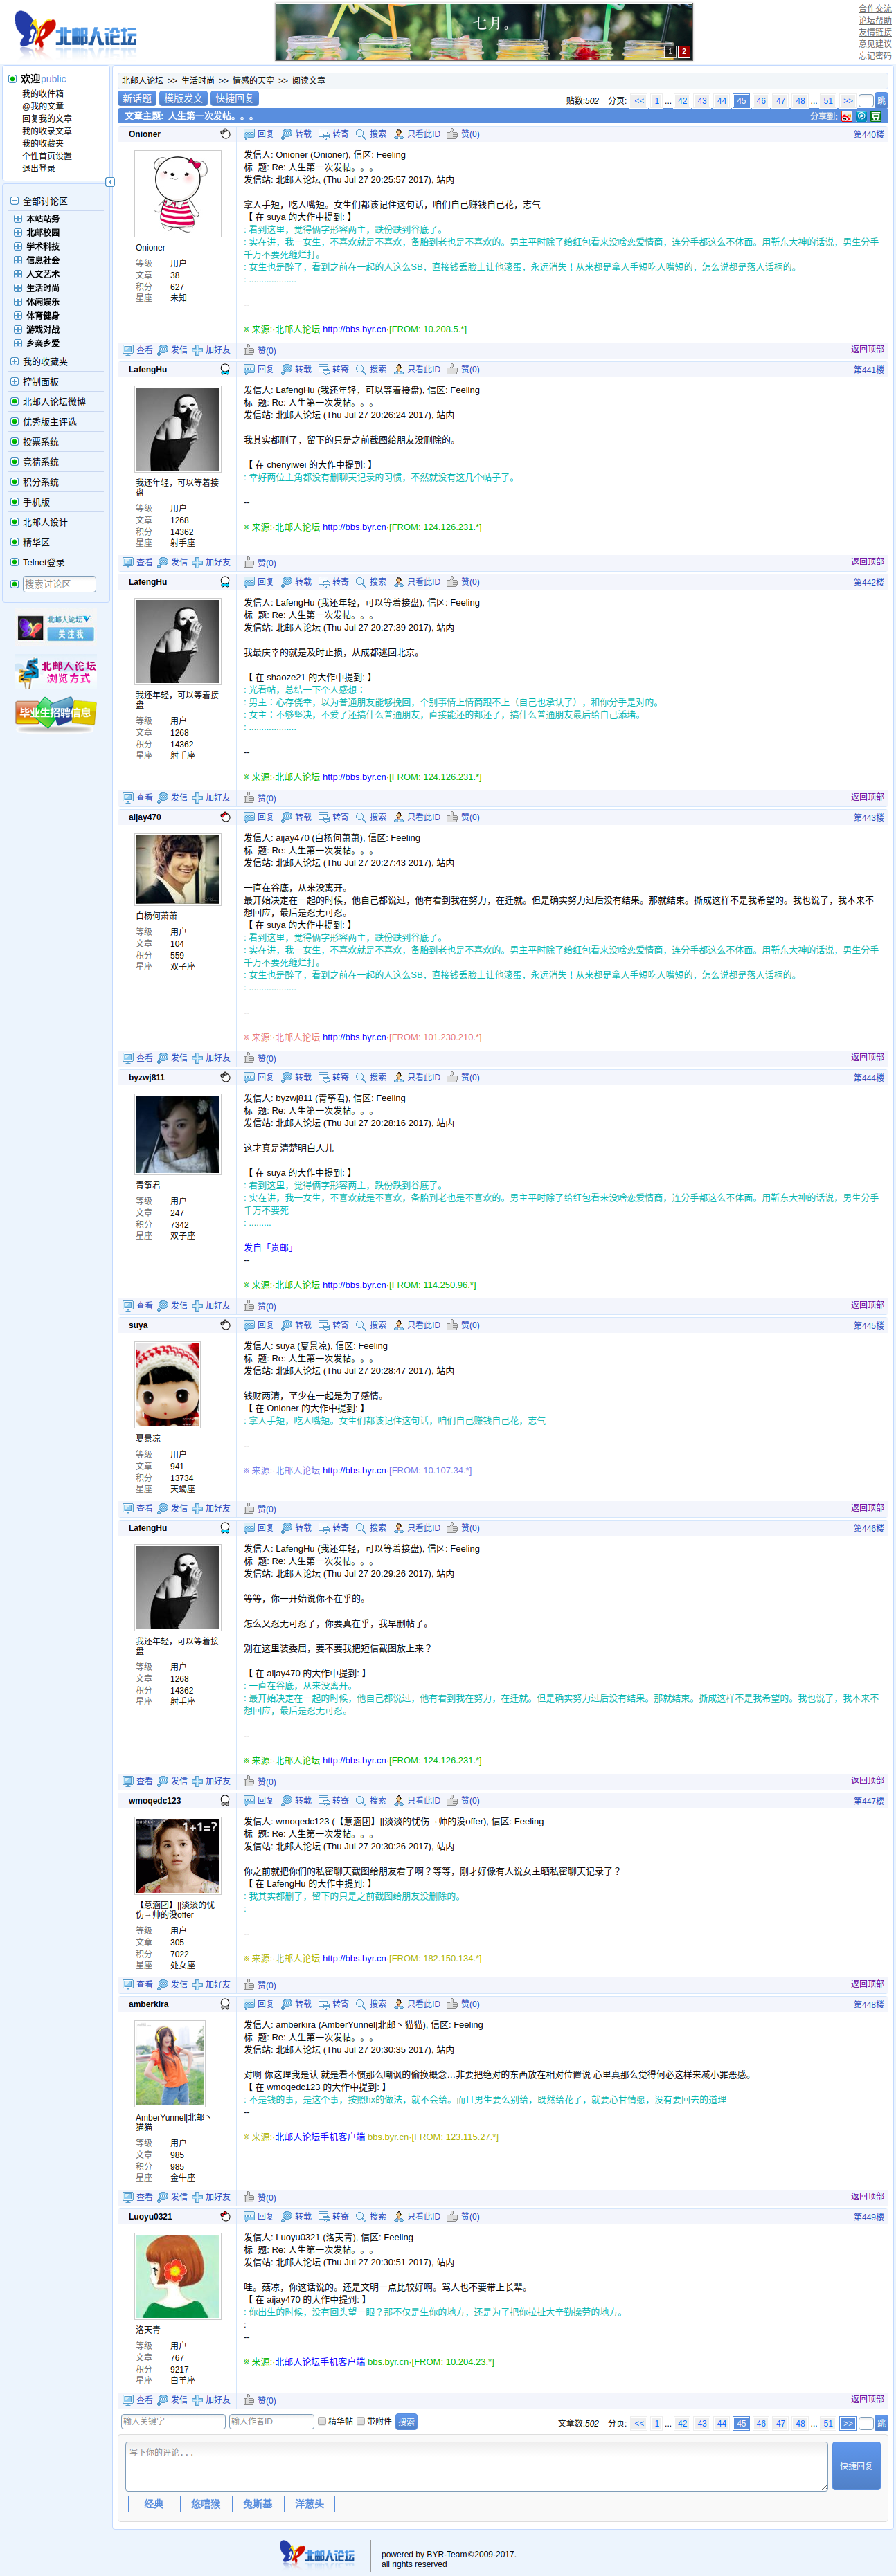 北邮人论坛
七月。
1 2
合作交流
论坛帮助
友情链接
意见建议
忘记密码
欢迎public
我的收件箱
@我的文章
回复我的文章
我的收录文章
我的收藏夹
个性首页设置
退出登录
全部讨论区
本站站务
北邮校园
学术科技
信息社会
人文艺术
生活时尚
休闲娱乐
体育健身
游戏对战
乡亲乡爱
我的收藏夹
控制面板
北邮人论坛微博
优秀版主评选
投票系统
竞猜系统
积分系统
手机版
北邮人设计
精华区
Telnet登录
搜索讨论区
北邮人论坛
关注我
北邮人论坛
浏览方式
毕业生招聘信息
北邮人论坛 >> 生活时尚 >> 情感的天空 >> 阅读文章
新话题 模版发文 快捷回复
贴数:502 分页: << 1 ... 42 43 44 45 46 47 48 ... 51 >> 跳
文章主题: 人生第一次发帖。。。 分享到:
Onioner 回复 转载 转寄 搜索 只看此ID 赞(0) 第440楼
Onioner
等级 用户
文章 38
积分 627
星座 未知
发信人: Onioner (Onioner), 信区: Feeling
标 题: Re: 人生第一次发帖。。。
发信站: 北邮人论坛 (Thu Jul 27 20:25:57 2017), 站内
拿人手短，吃人嘴短。女生们都该记住这句话，咱们自己赚钱自己花，志气
【 在 suya 的大作中提到: 】
: 看到这里，觉得俩字形容两主，跌份跌到谷底了。
: 实在讲，我一女生，不喜欢就是不喜欢，备胎到老也是不喜欢的。男主平时除了给红包看来没啥恋爱情商，连分手都这么不体面。用靳东大神的话说，男生分手千万不要死缠烂打。
: 女生也是醉了，看到之前在一起的人这么SB，直接钱丢脸上让他滚蛋，永远消失！从来都是拿人手短吃人嘴短的，怎么说都是落人话柄的。
: ...................
--
※ 来源:·北邮人论坛 http://bbs.byr.cn·[FROM: 10.208.5.*]
查看 发信 加好友 赞(0) 返回顶部
LafengHu 回复 转载 转寄 搜索 只看此ID 赞(0) 第441楼
我还年轻，可以等着接盘
等级 用户
文章 1268
积分 14362
星座 射手座
发信人: LafengHu (我还年轻，可以等着接盘), 信区: Feeling
标 题: Re: 人生第一次发帖。。。
发信站: 北邮人论坛 (Thu Jul 27 20:26:24 2017), 站内
我其实都删了，留下的只是之前截图给朋友没删除的。
【 在 chenyiwei 的大作中提到: 】
: 幸好两位主角都没有删聊天记录的习惯，不然就没有这几个帖子了。
--
※ 来源:·北邮人论坛 http://bbs.byr.cn·[FROM: 124.126.231.*]
查看 发信 加好友 赞(0) 返回顶部
LafengHu 回复 转载 转寄 搜索 只看此ID 赞(0) 第442楼
我还年轻，可以等着接盘
等级 用户
文章 1268
积分 14362
星座 射手座
发信人: LafengHu (我还年轻，可以等着接盘), 信区: Feeling
标 题: Re: 人生第一次发帖。。。
发信站: 北邮人论坛 (Thu Jul 27 20:27:39 2017), 站内
我最庆幸的就是及时止损，从成都逃回北京。
【 在 shaoze21 的大作中提到: 】
: 光看帖，总结一下个人感想：
: 男主：心存侥幸，以为普通朋友能够挽回，个别事情上情商跟不上（自己也承认了），和你分手是对的。
: 女主：不够坚决，不爱了还搞什么普通朋友，直接能还的都还了，搞什么普通朋友最后给自己添堵。
: ...................
--
※ 来源:·北邮人论坛 http://bbs.byr.cn·[FROM: 124.126.231.*]
查看 发信 加好友 赞(0) 返回顶部
aijay470 回复 转载 转寄 搜索 只看此ID 赞(0) 第443楼
白杨何萧萧
等级 用户
文章 104
积分 559
星座 双子座
发信人: aijay470 (白杨何萧萧), 信区: Feeling
标 题: Re: 人生第一次发帖。。。
发信站: 北邮人论坛 (Thu Jul 27 20:27:43 2017), 站内
一直在谷底，从来没离开。
最开始决定在一起的时候，他自己都说过，他有看到我在努力，在迁就。但是确实努力过后没有结果。那就结束。撕成这样不是我希望的。我也说了，我本来不想回应，最后是忍无可忍。
【 在 suya 的大作中提到: 】
: 看到这里，觉得俩字形容两主，跌份跌到谷底了。
: 实在讲，我一女生，不喜欢就是不喜欢，备胎到老也是不喜欢的。男主平时除了给红包看来没啥恋爱情商，连分手都这么不体面。用靳东大神的话说，男生分手千万不要死缠烂打。
: 女生也是醉了，看到之前在一起的人这么SB，直接钱丢脸上让他滚蛋，永远消失！从来都是拿人手短吃人嘴短的，怎么说都是落人话柄的。
: ...................
--
※ 来源:·北邮人论坛 http://bbs.byr.cn·[FROM: 101.230.210.*]
查看 发信 加好友 赞(0) 返回顶部
byzwj811 回复 转载 转寄 搜索 只看此ID 赞(0) 第444楼
青筝君
等级 用户
文章 247
积分 7342
星座 双子座
发信人: byzwj811 (青筝君), 信区: Feeling
标 题: Re: 人生第一次发帖。。。
发信站: 北邮人论坛 (Thu Jul 27 20:28:16 2017), 站内
这才真是清楚明白人儿
【 在 suya 的大作中提到: 】
: 看到这里，觉得俩字形容两主，跌份跌到谷底了。
: 实在讲，我一女生，不喜欢就是不喜欢，备胎到老也是不喜欢的。男主平时除了给红包看来没啥恋爱情商，连分手都这么不体面。用靳东大神的话说，男生分手千万不要死
: .........
发自「贵邮」
--
※ 来源:·北邮人论坛 http://bbs.byr.cn·[FROM: 114.250.96.*]
查看 发信 加好友 赞(0) 返回顶部
suya 回复 转载 转寄 搜索 只看此ID 赞(0) 第445楼
夏景凉
等级 用户
文章 941
积分 13734
星座 天蝎座
发信人: suya (夏景凉), 信区: Feeling
标 题: Re: 人生第一次发帖。。。
发信站: 北邮人论坛 (Thu Jul 27 20:28:47 2017), 站内
钱财两清，至少在一起是为了感情。
【 在 Onioner 的大作中提到: 】
: 拿人手短，吃人嘴短。女生们都该记住这句话，咱们自己赚钱自己花，志气
--
※ 来源:·北邮人论坛 http://bbs.byr.cn·[FROM: 10.107.34.*]
查看 发信 加好友 赞(0) 返回顶部
LafengHu 回复 转载 转寄 搜索 只看此ID 赞(0) 第446楼
我还年轻，可以等着接盘
等级 用户
文章 1268
积分 14362
星座 射手座
发信人: LafengHu (我还年轻，可以等着接盘), 信区: Feeling
标 题: Re: 人生第一次发帖。。。
发信站: 北邮人论坛 (Thu Jul 27 20:29:26 2017), 站内
等等，你一开始说你不在乎的。
怎么又忍无可忍了，你要真在乎，我早删帖了。
别在这里装委屈，要不要我把短信截图放上来？
【 在 aijay470 的大作中提到: 】
: 一直在谷底，从来没离开。
: 最开始决定在一起的时候，他自己都说过，他有看到我在努力，在迁就。但是确实努力过后没有结果。那就结束。撕成这样不是我希望的。我也说了，我本来不想回应，最后是忍无可忍。
--
※ 来源:·北邮人论坛 http://bbs.byr.cn·[FROM: 124.126.231.*]
查看 发信 加好友 赞(0) 返回顶部
wmoqedc123 回复 转载 转寄 搜索 只看此ID 赞(0) 第447楼
1+1=?
【意涵团】||淡淡的忧伤→帅的没offer
等级 用户
文章 305
积分 7022
星座 处女座
发信人: wmoqedc123 (【意涵团】||淡淡的忧伤→帅的没offer), 信区: Feeling
标 题: Re: 人生第一次发帖。。。
发信站: 北邮人论坛 (Thu Jul 27 20:30:26 2017), 站内
你之前就把你们的私密聊天截图给朋友看了啊？等等，刚才好像有人说女主晒私密聊天记录了？
【 在 LafengHu 的大作中提到: 】
: 我其实都删了，留下的只是之前截图给朋友没删除的。
:
--
※ 来源:·北邮人论坛 http://bbs.byr.cn·[FROM: 182.150.134.*]
查看 发信 加好友 赞(0) 返回顶部
amberkira 回复 转载 转寄 搜索 只看此ID 赞(0) 第448楼
AmberYunnel|北邮丶猫猫
等级 用户
文章 985
积分 985
星座 金牛座
发信人: amberkira (AmberYunnel|北邮丶猫猫), 信区: Feeling
标 题: Re: 人生第一次发帖。。。
发信站: 北邮人论坛 (Thu Jul 27 20:30:35 2017), 站内
对啊 你这理我是认 就是看不惯那么嘲讽的偷换概念…非要把绝对的东西放在相对位置说 心里真那么觉得何必这样来减小罪恶感。
【 在 wmoqedc123 的大作中提到: 】
: 不是钱的事，是这个事，按照hx的做法，就不会给。而且男生要么别给，既然给花了，就要心甘情愿，没有要回去的道理
--
※ 来源:·北邮人论坛手机客户端 bbs.byr.cn·[FROM: 123.115.27.*]
查看 发信 加好友 赞(0) 返回顶部
Luoyu0321 回复 转载 转寄 搜索 只看此ID 赞(0) 第449楼
洛天青
等级 用户
文章 767
积分 9217
星座 白羊座
发信人: Luoyu0321 (洛天青), 信区: Feeling
标 题: Re: 人生第一次发帖。。。
发信站: 北邮人论坛 (Thu Jul 27 20:30:51 2017), 站内
哇。菇凉，你这话说的。还是文明一点比较好啊。骂人也不要带上长辈。
【 在 aijay470 的大作中提到: 】
: 你出生的时候，没有回头望一眼？那不仅是生你的地方，还是为了把你拉扯大辛勤操劳的地方。
:
--
※ 来源:·北邮人论坛手机客户端 bbs.byr.cn·[FROM: 10.204.23.*]
查看 发信 加好友 赞(0) 返回顶部
输入关键字 输入作者ID 精华帖 带附件 搜索
文章数:502 分页: << 1 ... 42 43 44 45 46 47 48 ... 51 >> 跳
写下你的评论...
快捷回复
经典 悠嘻猴 兔斯基 洋葱头
北邮人论坛
powered by BYR-Team©2009-2017.
all rights reserved